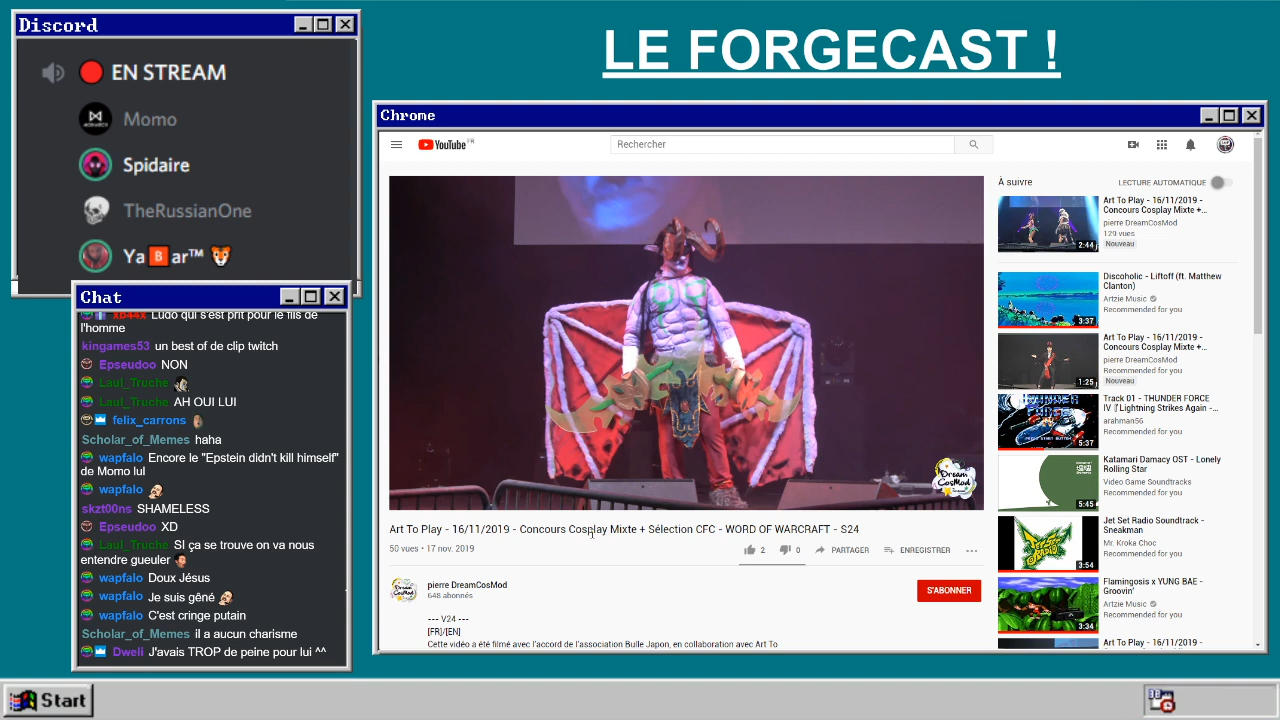 LE FORGECAST !
Discord
EN STREAM
Momo
Spidaire
TheRussianOne
Ya B ar™
Chat
xb44x Ludo qui s'est prit pour le fils de
l'homme
kingames53 un best of de clip twitch
Epseudoo NON
Laul_Truche
Laul_Truche AH OUI LUI
felix_carrons
Scholar_of_Memes haha
wapfalo Encore le "Epstein didn't kill himself"
de Momo lul
wapfalo
skzt00ns SHAMELESS
Epseudoo XD
Laul_Truche SI ça se trouve on va nous
entendre gueuler
wapfalo Doux Jésus
wapfalo Je suis gêné
wapfalo C'est cringe putain
Scholar_of_Memes il a aucun charisme
Dweli J'avais TROP de peine pour lui ^^
Chrome
YouTube FR
Rechercher
Dream
CosMod
Art To Play - 16/11/2019 - Concours Cosplay Mixte + Sélection CFC - WORD OF WARCRAFT - S24
50 vues • 17 nov. 2019
2
0
PARTAGER
ENREGISTRER
pierre DreamCosMod
648 abonnés
S'ABONNER
--- V24 ---
[FR]/[EN]
Cette vidéo a été filmé avec l'accord de l'association Bulle Japon, en collaboration avec Art To
À suivre
LECTURE AUTOMATIQUE
Art To Play - 16/11/2019 -
Concours Cosplay Mixte +...
pierre DreamCosMod
129 vues
Nouveau
2:44
Discoholic - Liftoff (ft. Matthew
Clanton)
Artzie Music
Recommended for you
3:37
Art To Play - 16/11/2019 -
Concours Cosplay Mixte +...
pierre DreamCosMod
Recommended for you
Nouveau
1:25
Track 01 - THUNDER FORCE
IV Lightning Strikes Again -...
arahman56
Recommended for you
5:37
Katamari Damacy OST - Lonely
Rolling Star
Video Game Soundtracks
Recommended for you
5:45
Jet Set Radio Soundtrack -
Sneakman
Mr. Kroka Choc
Recommended for you
3:54
Flamingosis x YUNG BAE -
Groovin'
Artzie Music
Recommended for you
3:34
Art To Play - 16/11/2019 -
Start